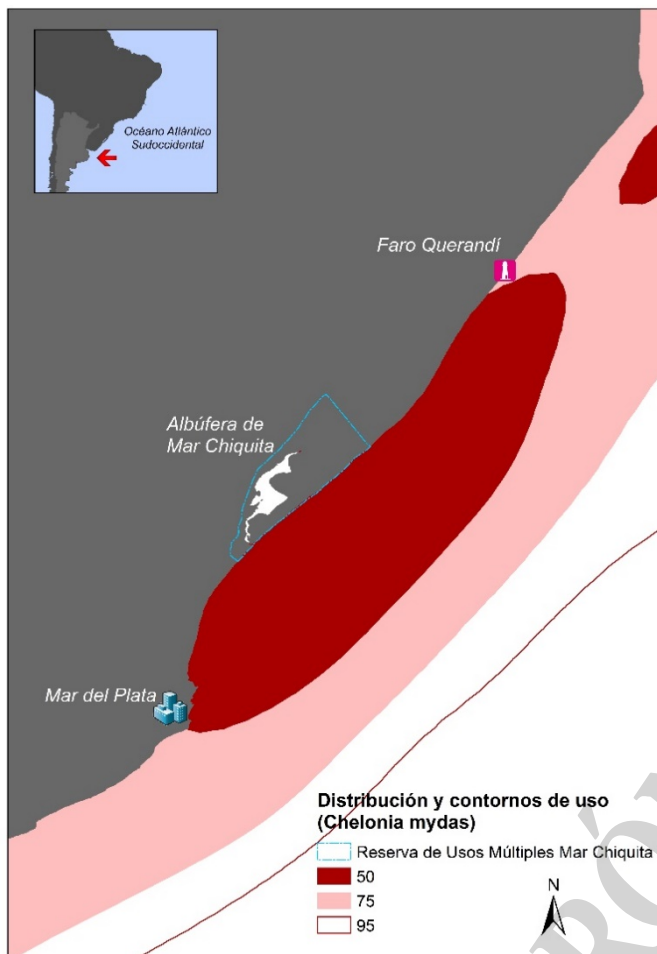 Océano Atlántico
Sudoccidental
Faro Querandí
Albúfera de
Mar Chiquita
Mar del Plata
Distribución y contornos de uso
(Chelonia mydas)
Reserva de Usos Múltiples Mar Chiquita
50
75
95
N